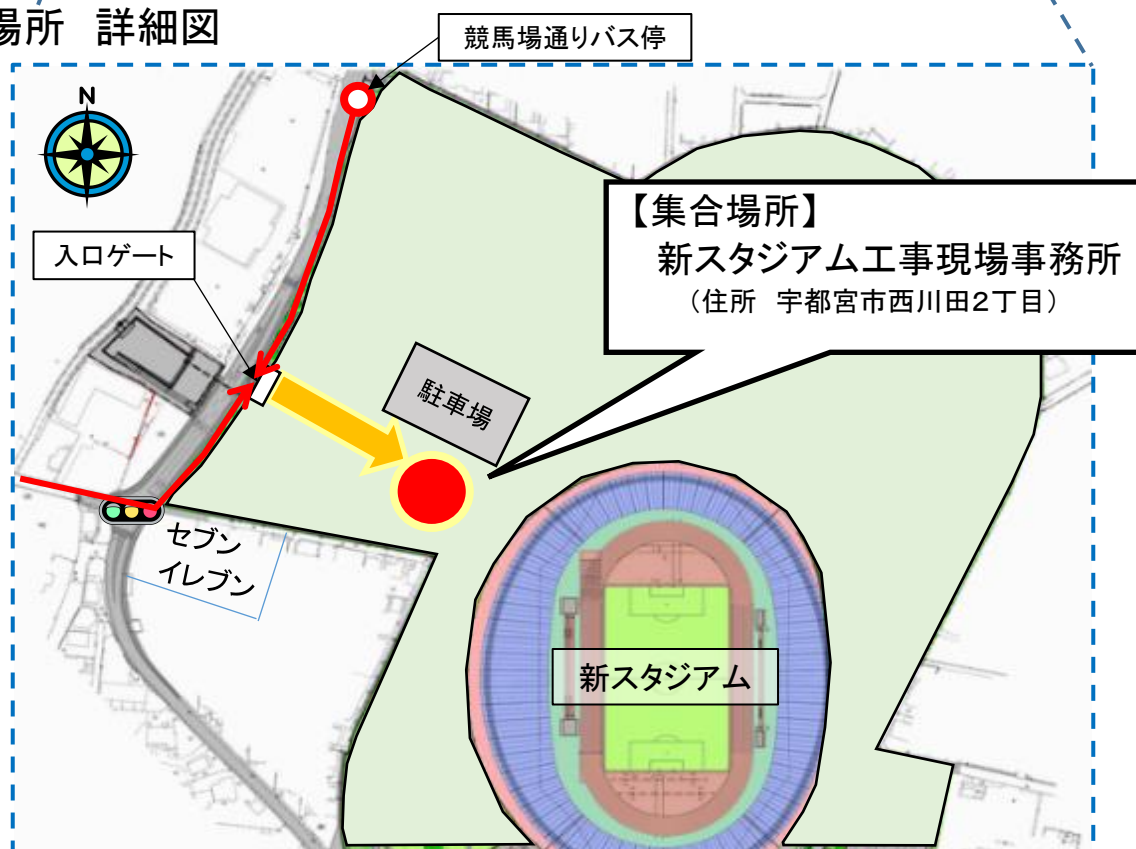 場所 詳細図
競馬場通りバス停
N
【集合場所】
新スタジアム工事現場事務所
（住所 宇都宮市西川田2丁目）
入口ゲート
駐車場
セブン
イレブン
新スタジアム